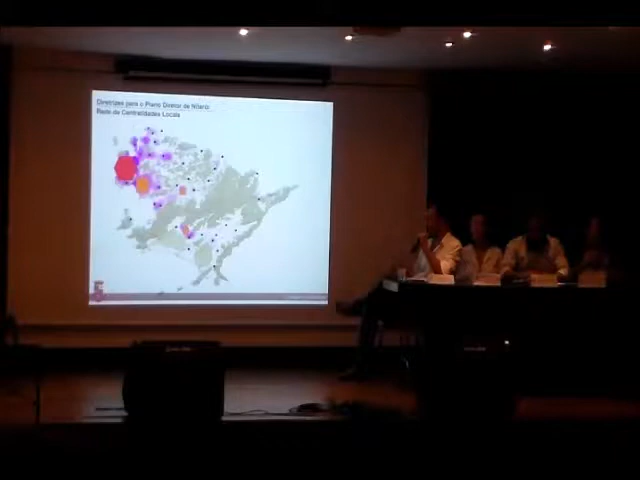 Diretrizes para o Plano Diretor de Niterói
Rede de Centralidades Locais